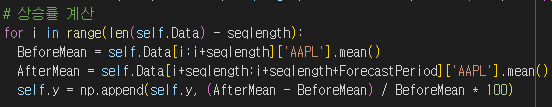 # 상승률 계산
for i in range(len(self.Data) - seqlength):
BeforeMean = self.Data[i:i+seqlength]['AAPL'].mean()
AfterMean = self.Data[i+seqlength:i+seqlength+ForecastPeriod]['AAPL'].mean()
self.y = np.append(self.y, (AfterMean - BeforeMean) / BeforeMean * 100)